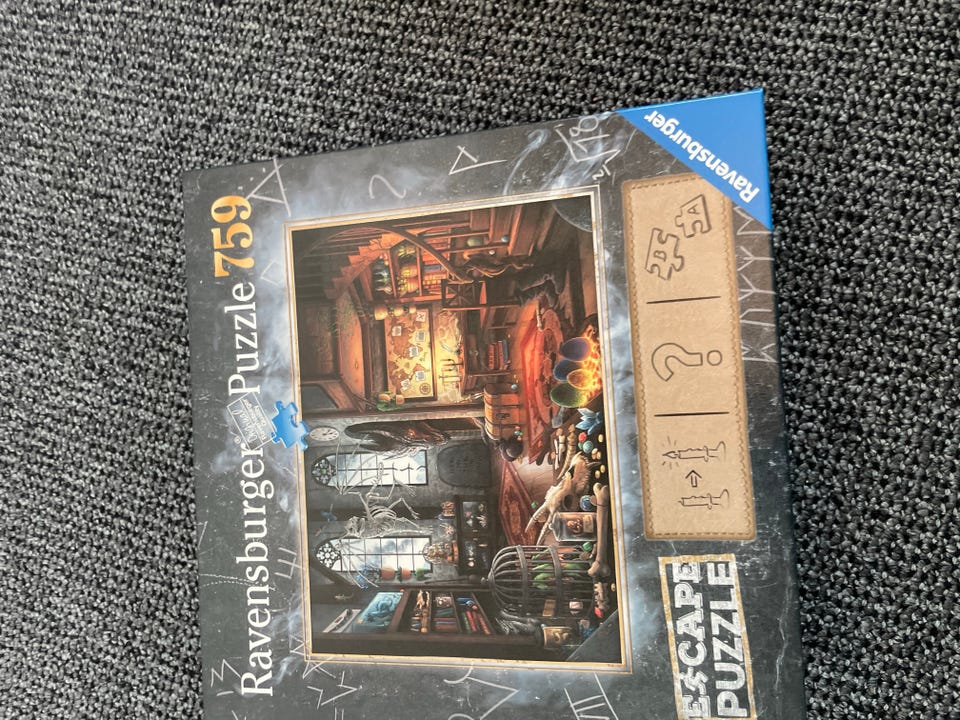 Ravensburger® Puzzle 759
ESCAPE
PUZZLE
?
Ravensburger